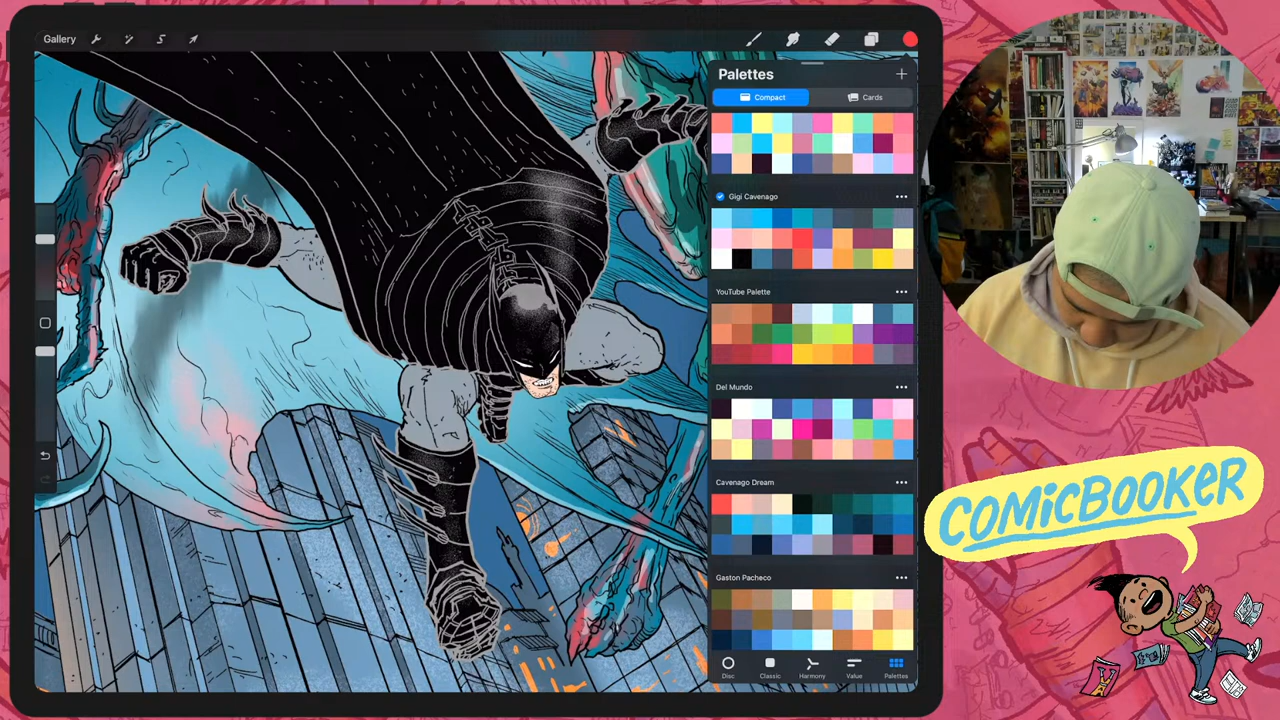 Gallery
Palettes
Compact
Cards
Gigi Cavenago
YouTube Palette
Del Mundo
Cavenago Dream
Gaston Pacheco
Disc
Classic
Harmony
Value
Palettes
COMICBOOKER